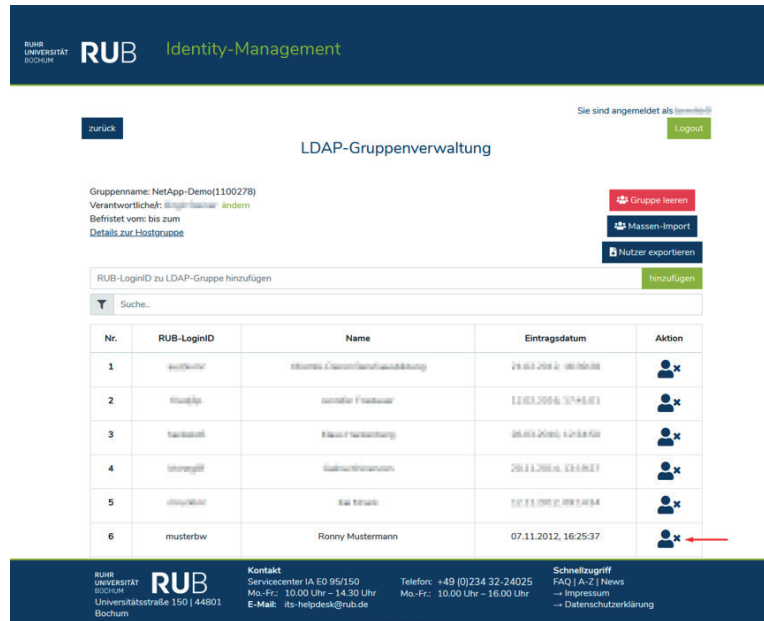 RUHR
UNIVERSITÄT
BOCHUM
RUB
Identity-Management
Sie sind angemeldet als
zurück
Logout
LDAP-Gruppenverwaltung
Gruppenname: NetApp-Demo(1100278)
Verantwortliche/r: ändern
Befristet vom: bis zum
Details zur Hostgruppe
Gruppe leeren
Massen-Import
Nutzer exportieren
RUB-LoginID zu LDAP-Gruppe hinzufügen
hinzufügen
Suche..
Nr. RUB-LoginID Name Eintragsdatum Aktion
1
2
3
4
5
6 musterbw Ronny Mustermann 07.11.2012, 16:25:37
RUHR
UNIVERSITÄT
BOCHUM
RUB
Universitätsstraße 150 | 44801
Bochum
Kontakt
Servicecenter IA E0 95/150
Mo.-Fr.: 10.00 Uhr – 14.30 Uhr
E-Mail: its-helpdesk@rub.de
Telefon: +49 (0)234 32-24025
Mo.-Fr.: 10.00 Uhr – 16.00 Uhr
Schnellzugriff
FAQ | A-Z | News
→ Impressum
→ Datenschutzerklärung